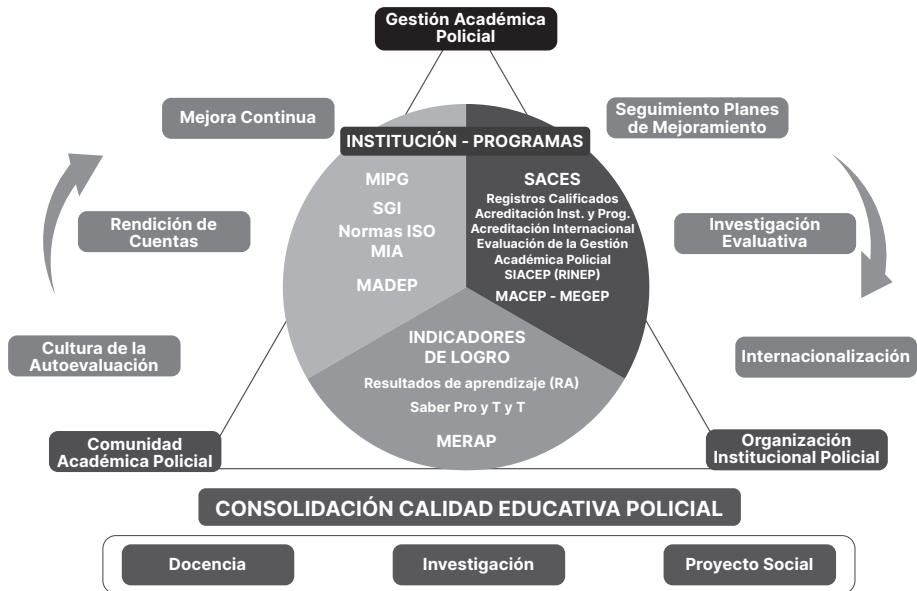 Gestión Académica
Policial
Mejora Continua
Seguimiento Planes
de Mejoramiento
INSTITUCIÓN - PROGRAMAS
MIPG
SGI
Normas ISO
MIA
MADEP
SACES
Registros Calificados
Acreditación Inst. y Prog.
Acreditación Internacional
Evaluación de la Gestión
Académica Policial
SIACEP (RINEP)
MACEP - MEGEP
Rendición de
Cuentas
Investigación
Evaluativa
Cultura de la
Autoevaluación
INDICADORES
DE LOGRO
Resultados de aprendizaje (RA)
Saber Pro y T y T
MERAP
Internacionalización
Comunidad
Académica Policial
Organización
Institucional Policial
CONSOLIDACIÓN CALIDAD EDUCATIVA POLICIAL
Docencia
Investigación
Proyecto Social